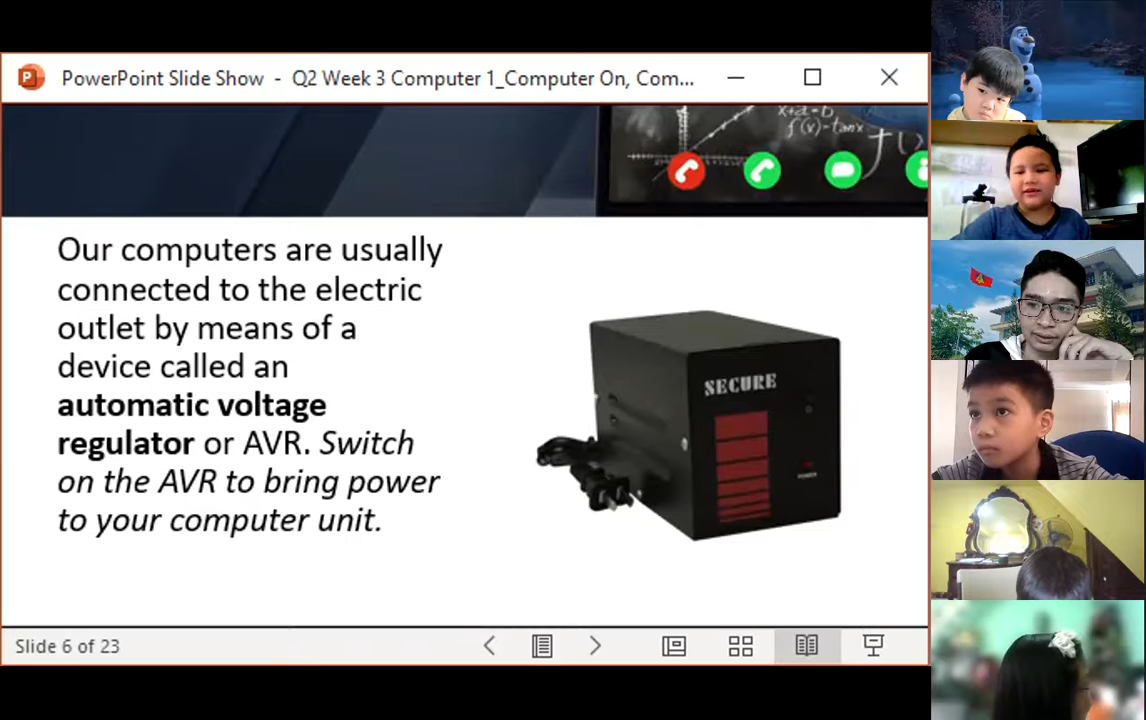 PowerPoint Slide Show - Q2 Week 3 Computer 1_Computer On, Com...
x+a=b
f(x)-tanx
Our computers are usually
connected to the electric
outlet by means of a
device called an
automatic voltage
regulator or AVR. Switch
on the AVR to bring power
to your computer unit.
SECURE
POWER
Slide 6 of 23